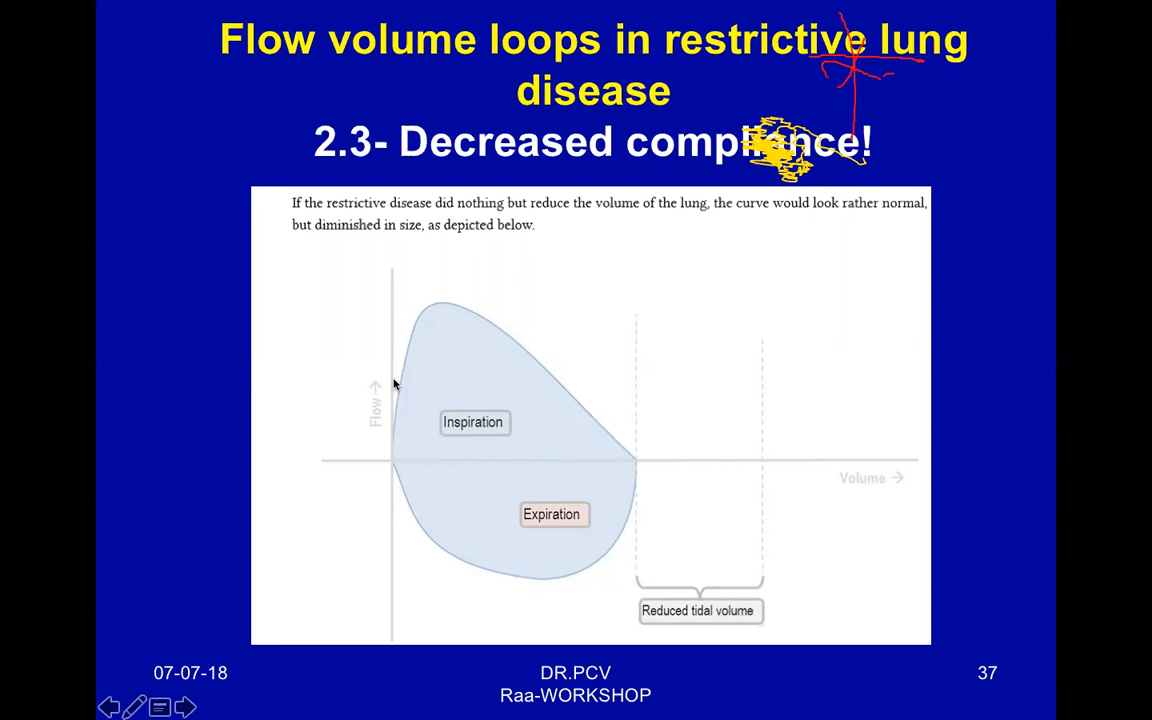 Flow volume loops in restrictive lung
disease
2.3- Decreased compliance!
If the restrictive disease did nothing but reduce the volume of the lung, the curve would look rather normal,
but diminished in size, as depicted below.
Flow →
Inspiration
Volume →
Expiration
Reduced tidal volume
07-07-18
DR.PCV
37
Raa-WORKSHOP